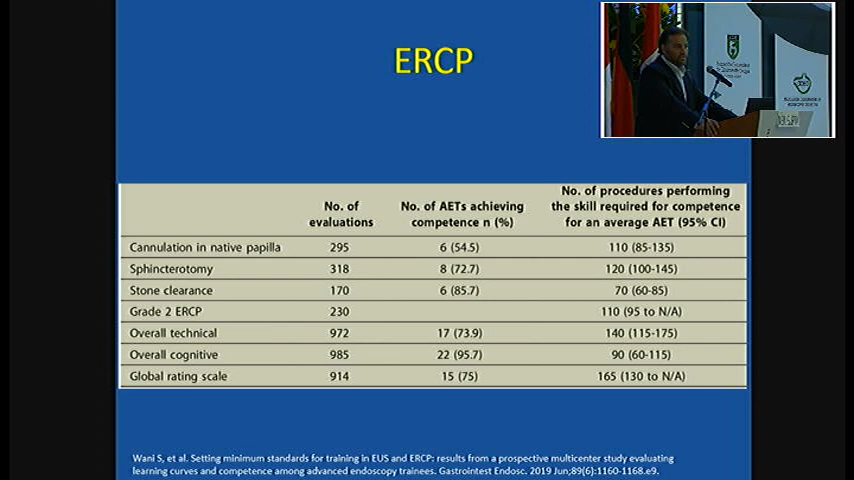 ERCP
No. of evaluations | No. of AETs achieving competence n (%) | No. of procedures performing the skill required for competence for an average AET (95% CI)
Cannulation in native papilla 295 6 (54.5) 110 (85-135)
Sphincterotomy 318 8 (72.7) 120 (100-145)
Stone clearance 170 6 (85.7) 70 (60-85)
Grade 2 ERCP 230 110 (95 to N/A)
Overall technical 972 17 (73.9) 140 (115-175)
Overall cognitive 985 22 (95.7) 90 (60-115)
Global rating scale 914 15 (75) 165 (130 to N/A)
Wani S, et al. Setting minimum standards for training in EUS and ERCP: results from a prospective multicenter study evaluating
learning curves and competence among advanced endoscopy trainees. Gastrointest Endosc. 2019 Jun;89(6):1160-1168.e9.